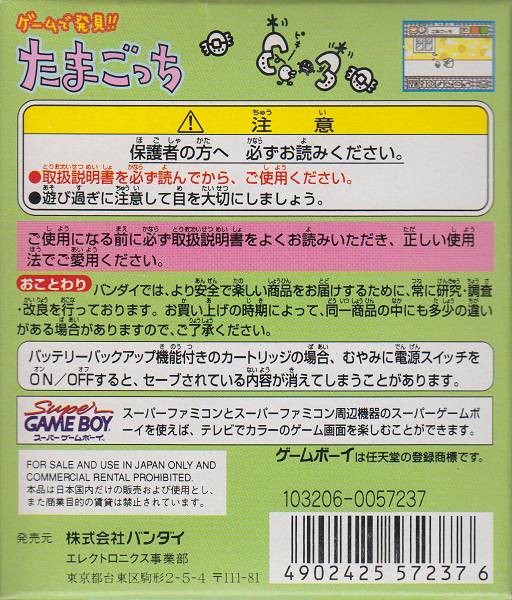 ゲームで発見!!
たまごっち
注意
保護者の方へ 必ずお読みください。
●取扱説明書を必ず読んでから、ご使用ください。
●遊び過ぎに注意して目を大切にしましょう。
ご使用になる前に必ず取扱説明書をよくお読みいただき、正しい使用
法でご愛用ください。
おことわり バンダイでは、より安全で楽しい商品をお届けするために、常に研究・調査
・改良を行っております。お買い上げの時期によって、同一商品の中にも多少の違い
がある場合がありますので、ご了承ください。
バッテリーバックアップ機能付きのカートリッジの場合、むやみに電源スイッチを
ON/OFFすると、セーブされている内容が消えてしまうことがあります。
Super
GAME BOY
スーパーゲームボーイ
スーパーファミコンとスーパーファミコン周辺機器のスーパーゲームボ
ーイを使えば、テレビでカラーのゲーム画面を楽しむことができます。
ゲームボーイは任天堂の登録商標です。
FOR SALE AND USE IN JAPAN ONLY AND
COMMERCIAL RENTAL PROHIBITED.
本品は日本国内だけの販売および使用とし、
また商業目的の賃貸は禁止されています。
103206-0057237
発売元 株式会社バンダイ
エレクトロニクス事業部
東京都台東区駒形2-5-4 〒111-81
4902425572376